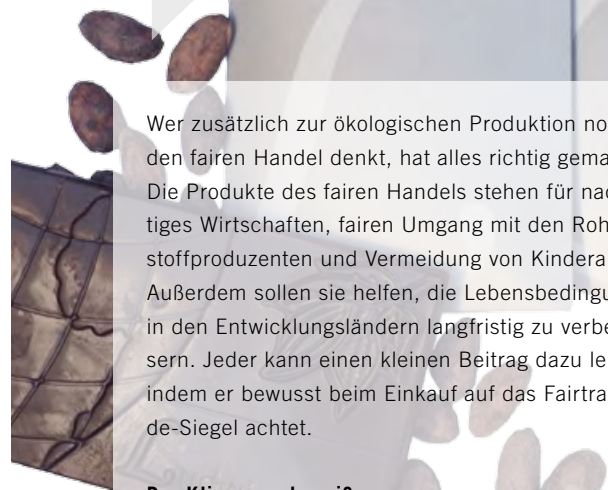 Wer zusätzlich zur ökologischen Produktion no
den fairen Handel denkt, hat alles richtig gema
Die Produkte des fairen Handels stehen für nac
tiges Wirtschaften, fairen Umgang mit den Roh
stoffproduzenten und Vermeidung von Kindera
Außerdem sollen sie helfen, die Lebensbedingu
in den Entwicklungsländern langfristig zu verbe
sern. Jeder kann einen kleinen Beitrag dazu le
indem er bewusst beim Einkauf auf das Fairtra
de-Siegel achtet.